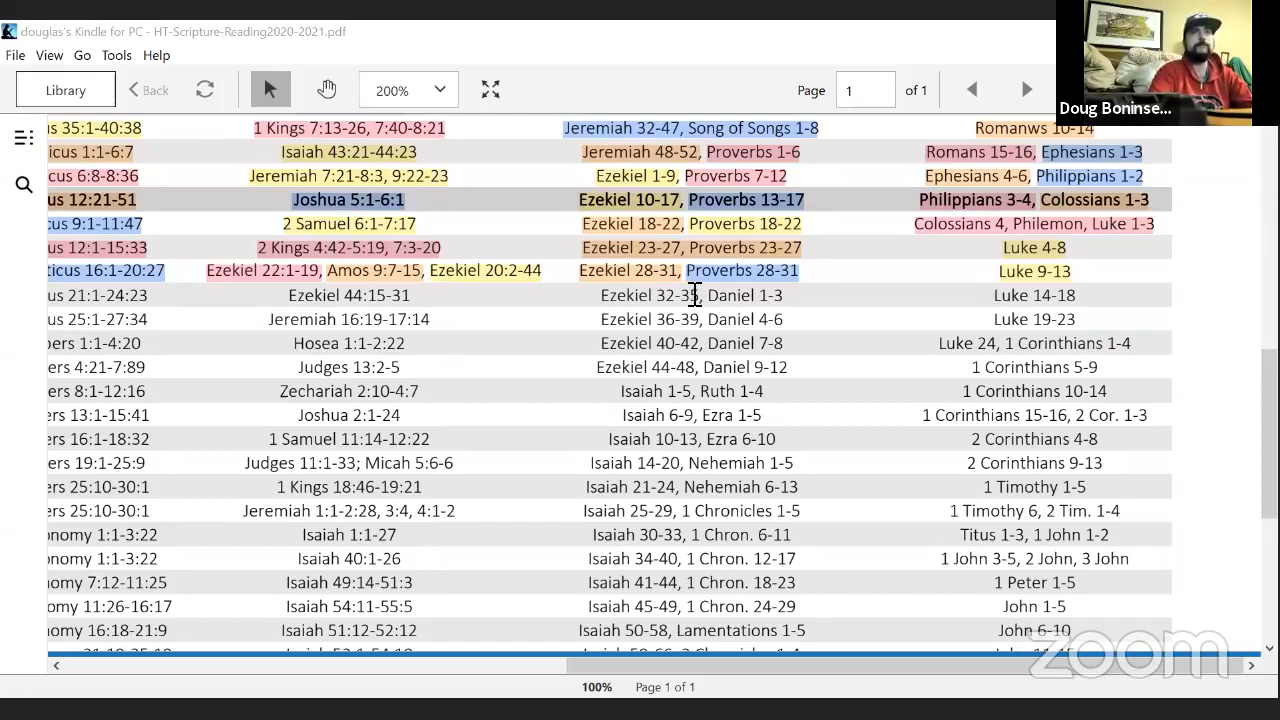 douglas's Kindle for PC - HT-Scripture-Reading2020-2021.pdf
File View Go Tools Help
Library Back 200% Page 1 of 1
Doug Boninse...
us 35:1-40:38 1 Kings 7:13-26, 7:40-8:21 Jeremiah 32-47, Song of Songs 1-8 Romanws 10-14
icus 1:1-6:7 Isaiah 43:21-44:23 Jeremiah 48-52, Proverbs 1-6 Romans 15-16, Ephesians 1-3
icus 6:8-8:36 Jeremiah 7:21-8:3, 9:22-23 Ezekiel 1-9, Proverbs 7-12 Ephesians 4-6, Philippians 1-2
us 12:21-51 Joshua 5:1-6:1 Ezekiel 10-17, Proverbs 13-17 Philippians 3-4, Colossians 1-3
cus 9:1-11:47 2 Samuel 6:1-7:17 Ezekiel 18-22, Proverbs 18-22 Colossians 4, Philemon, Luke 1-3
us 12:1-15:33 2 Kings 4:42-5:19, 7:3-20 Ezekiel 23-27, Proverbs 23-27 Luke 4-8
ticus 16:1-20:27 Ezekiel 22:1-19, Amos 9:7-15, Ezekiel 20:2-44 Ezekiel 28-31, Proverbs 28-31 Luke 9-13
us 21:1-24:23 Ezekiel 44:15-31 Ezekiel 32-35, Daniel 1-3 Luke 14-18
us 25:1-27:34 Jeremiah 16:19-17:14 Ezekiel 36-39, Daniel 4-6 Luke 19-23
bers 1:1-4:20 Hosea 1:1-2:22 Ezekiel 40-42, Daniel 7-8 Luke 24, 1 Corinthians 1-4
ers 4:21-7:89 Judges 13:2-5 Ezekiel 44-48, Daniel 9-12 1 Corinthians 5-9
ers 8:1-12:16 Zechariah 2:10-4:7 Isaiah 1-5, Ruth 1-4 1 Corinthians 10-14
ers 13:1-15:41 Joshua 2:1-24 Isaiah 6-9, Ezra 1-5 1 Corinthians 15-16, 2 Cor. 1-3
ers 16:1-18:32 1 Samuel 11:14-12:22 Isaiah 10-13, Ezra 6-10 2 Corinthians 4-8
ers 19:1-25:9 Judges 11:1-33; Micah 5:6-6 Isaiah 14-20, Nehemiah 1-5 2 Corinthians 9-13
ers 25:10-30:1 1 Kings 18:46-19:21 Isaiah 21-24, Nehemiah 6-13 1 Timothy 1-5
ers 25:10-30:1 Jeremiah 1:1-2:28, 3:4, 4:1-2 Isaiah 25-29, 1 Chronicles 1-5 1 Timothy 6, 2 Tim. 1-4
onomy 1:1-3:22 Isaiah 1:1-27 Isaiah 30-33, 1 Chron. 6-11 Titus 1-3, 1 John 1-2
onomy 1:1-3:22 Isaiah 40:1-26 Isaiah 34-40, 1 Chron. 12-17 1 John 3-5, 2 John, 3 John
nomy 7:12-11:25 Isaiah 49:14-51:3 Isaiah 41-44, 1 Chron. 18-23 1 Peter 1-5
omy 11:26-16:17 Isaiah 54:11-55:5 Isaiah 45-49, 1 Chron. 24-29 John 1-5
nomy 16:18-21:9 Isaiah 51:12-52:12 Isaiah 50-58, Lamentations 1-5 John 6-10
zoom
100% Page 1 of 1